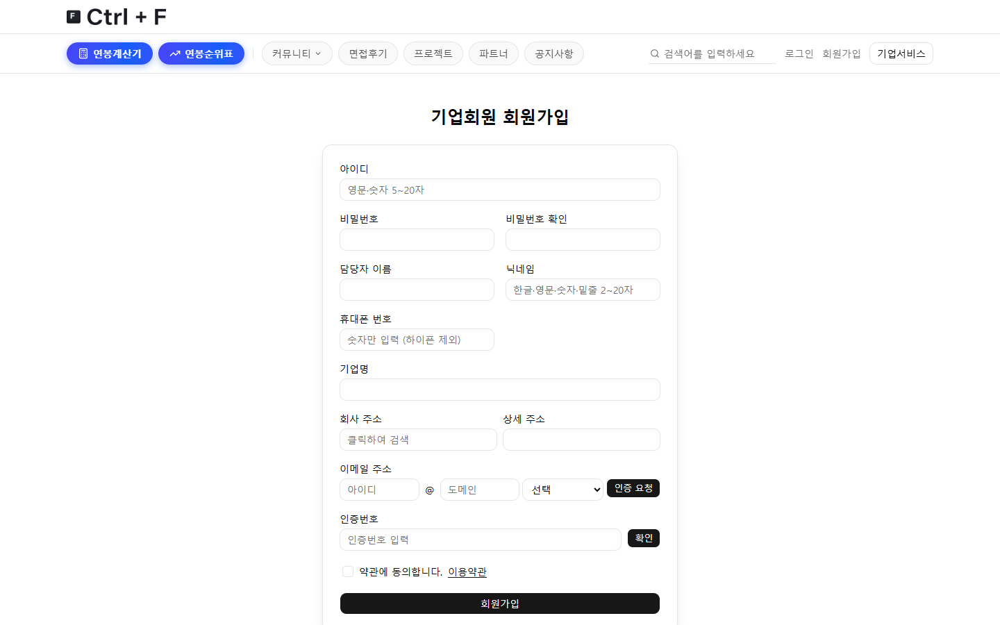 F Ctrl + F
연봉계산기 연봉순위표 커뮤니티 면접후기 프로젝트 파트너 공지사항 검색어를 입력하세요 로그인 회원가입 기업서비스
기업회원 회원가입
아이디
영문·숫자 5~20자
비밀번호 비밀번호 확인
담당자 이름 닉네임
한글·영문·숫자·밑줄 2~20자
휴대폰 번호
숫자만 입력 (하이픈 제외)
기업명
회사 주소 상세 주소
클릭하여 검색
이메일 주소
아이디 @ 도메인 선택 인증 요청
인증번호
인증번호 입력 확인
약관에 동의합니다. 이용약관
회원가입